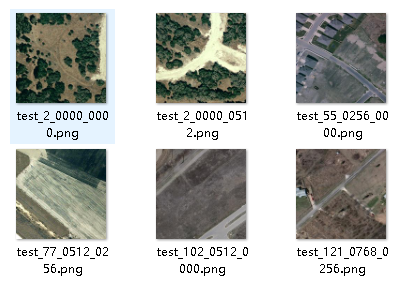 test_2_0000_000
0.png
test_2_0000_051
2.png
test_55_0256_00
00.png
test_77_0512_02
56.png
test_102_0512_0
000.png
test_121_0768_0
256.png